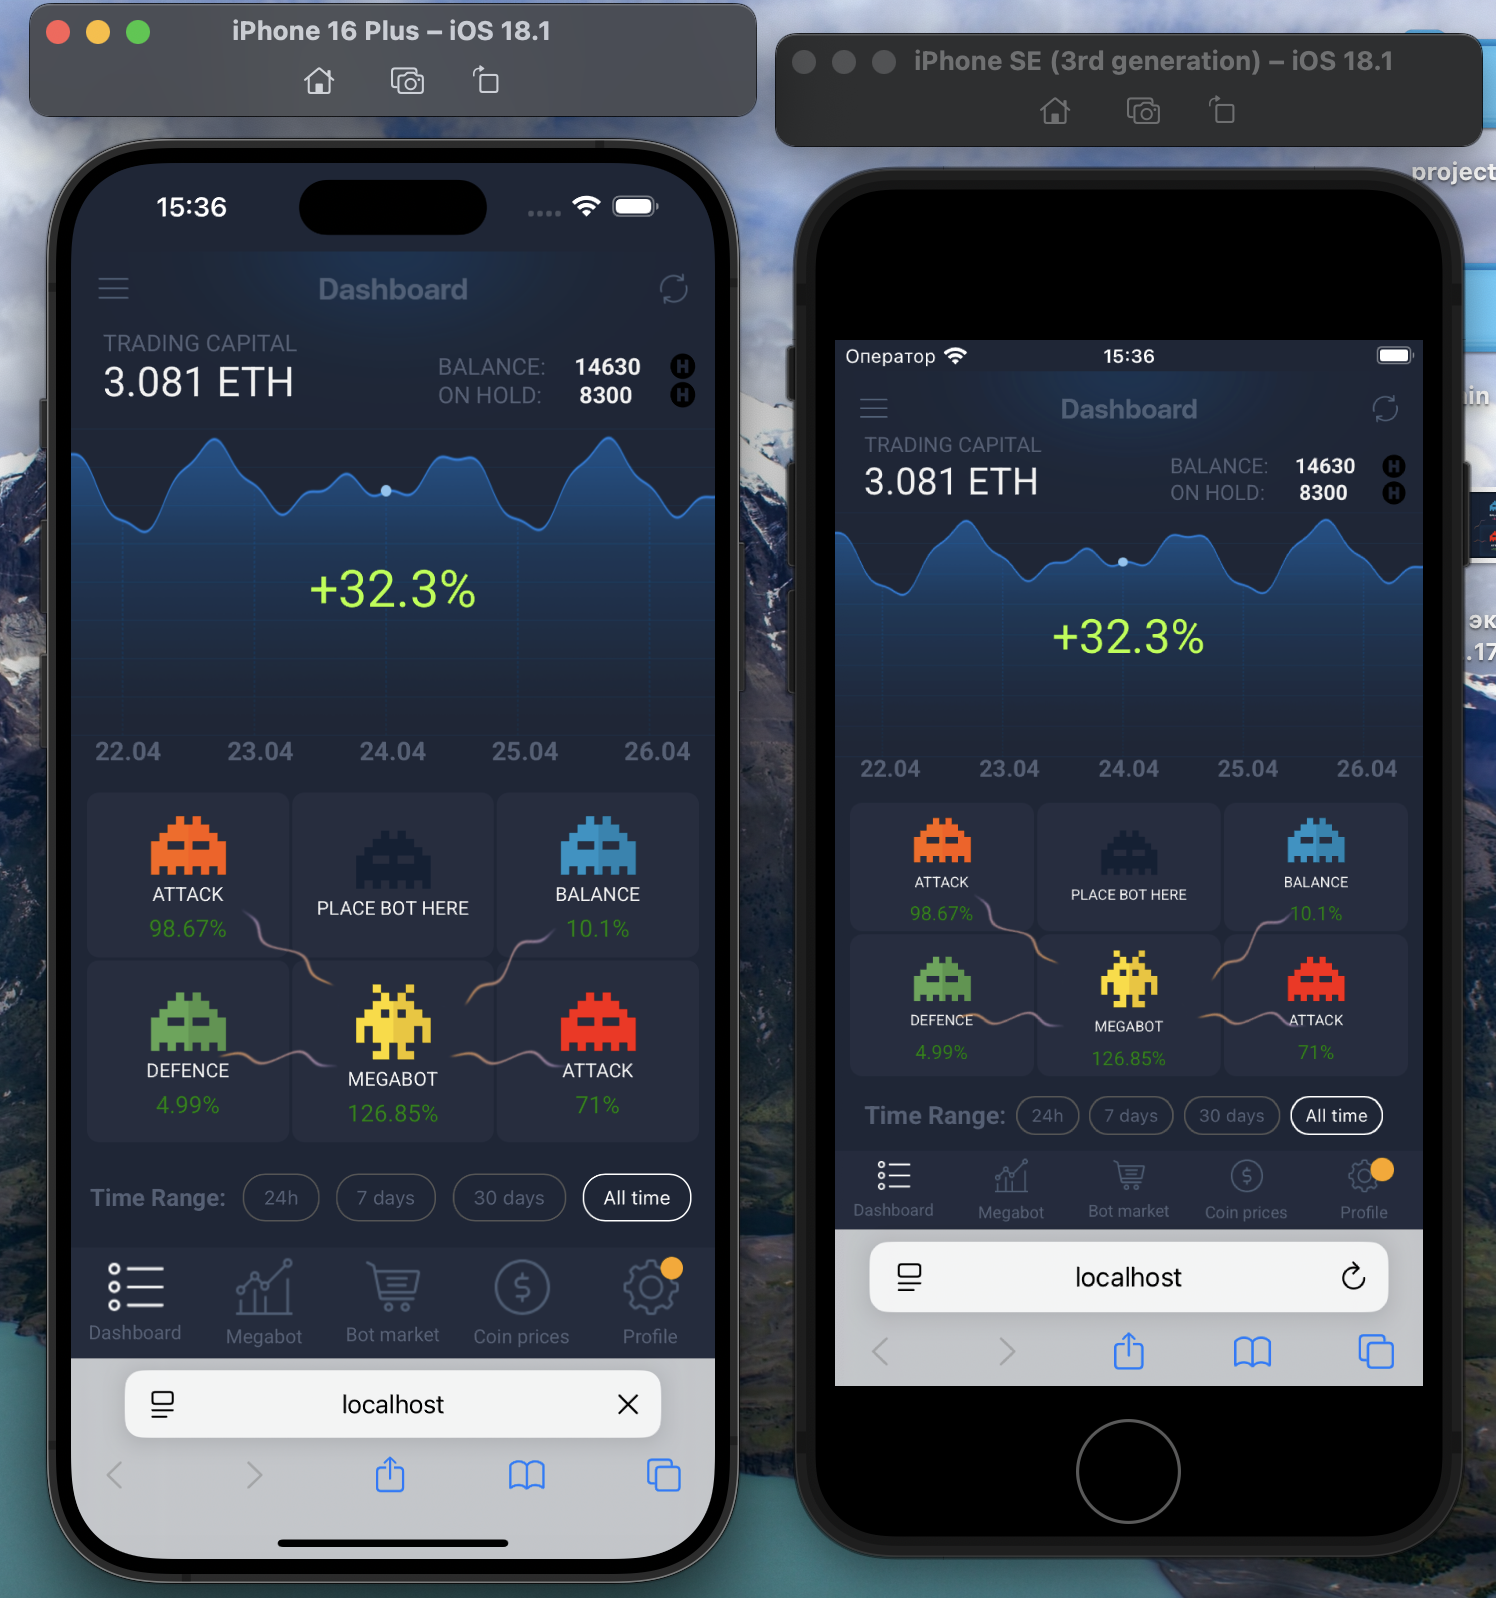 iPhone 16 Plus – iOS 18.1
15:36
Dashboard
TRADING CAPITAL
3.081 ETH
BALANCE: 14630 H
ON HOLD: 8300 H
+32.3%
22.04 23.04 24.04 25.04 26.04
ATTACK
98.67%
PLACE BOT HERE
BALANCE
10.1%
DEFENCE
4.99%
MEGABOT
126.85%
ATTACK
71%
Time Range: 24h 7 days 30 days All time
Dashboard Megabot Bot market Coin prices Profile
localhost
iPhone SE (3rd generation) – iOS 18.1
Оператор 15:36
Dashboard
TRADING CAPITAL
3.081 ETH
BALANCE: 14630 H
ON HOLD: 8300 H
+32.3%
22.04 23.04 24.04 25.04 26.04
ATTACK
98.67%
PLACE BOT HERE
BALANCE
10.1%
DEFENCE
4.99%
MEGABOT
126.85%
ATTACK
71%
Time Range: 24h 7 days 30 days All time
Dashboard Megabot Bot market Coin prices Profile
localhost
project